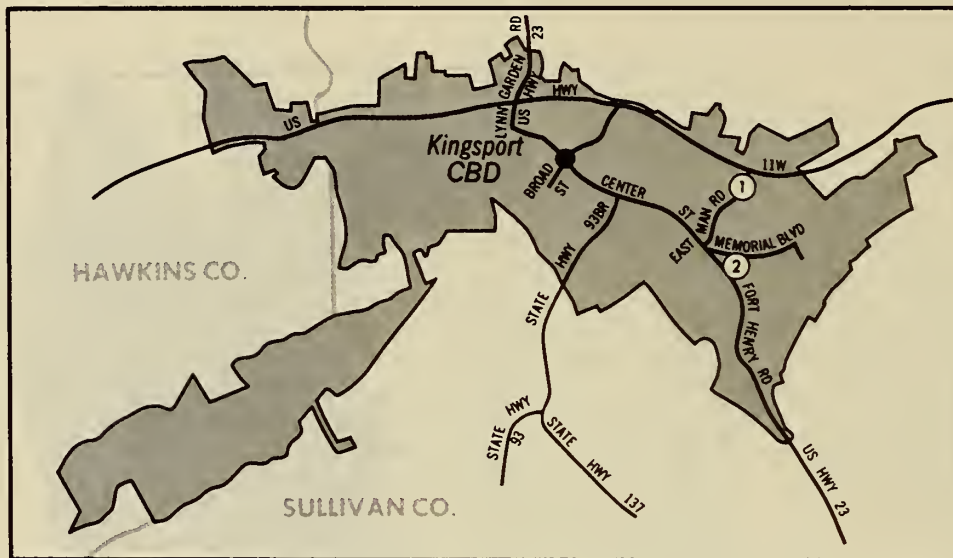 RD
23
LYNN GARDEN
US HWY
HWY
US
11W
Kingsport
CBD
BROAD
ST
CENTER
ST
EAST
MAN RD
1
MEMORIAL BLVD
2
FORT HENRY RD
STATE HWY 93BR
HAWKINS CO.
STATE HWY
93
STATE HWY 137
US HWY 23
SULLIVAN CO.